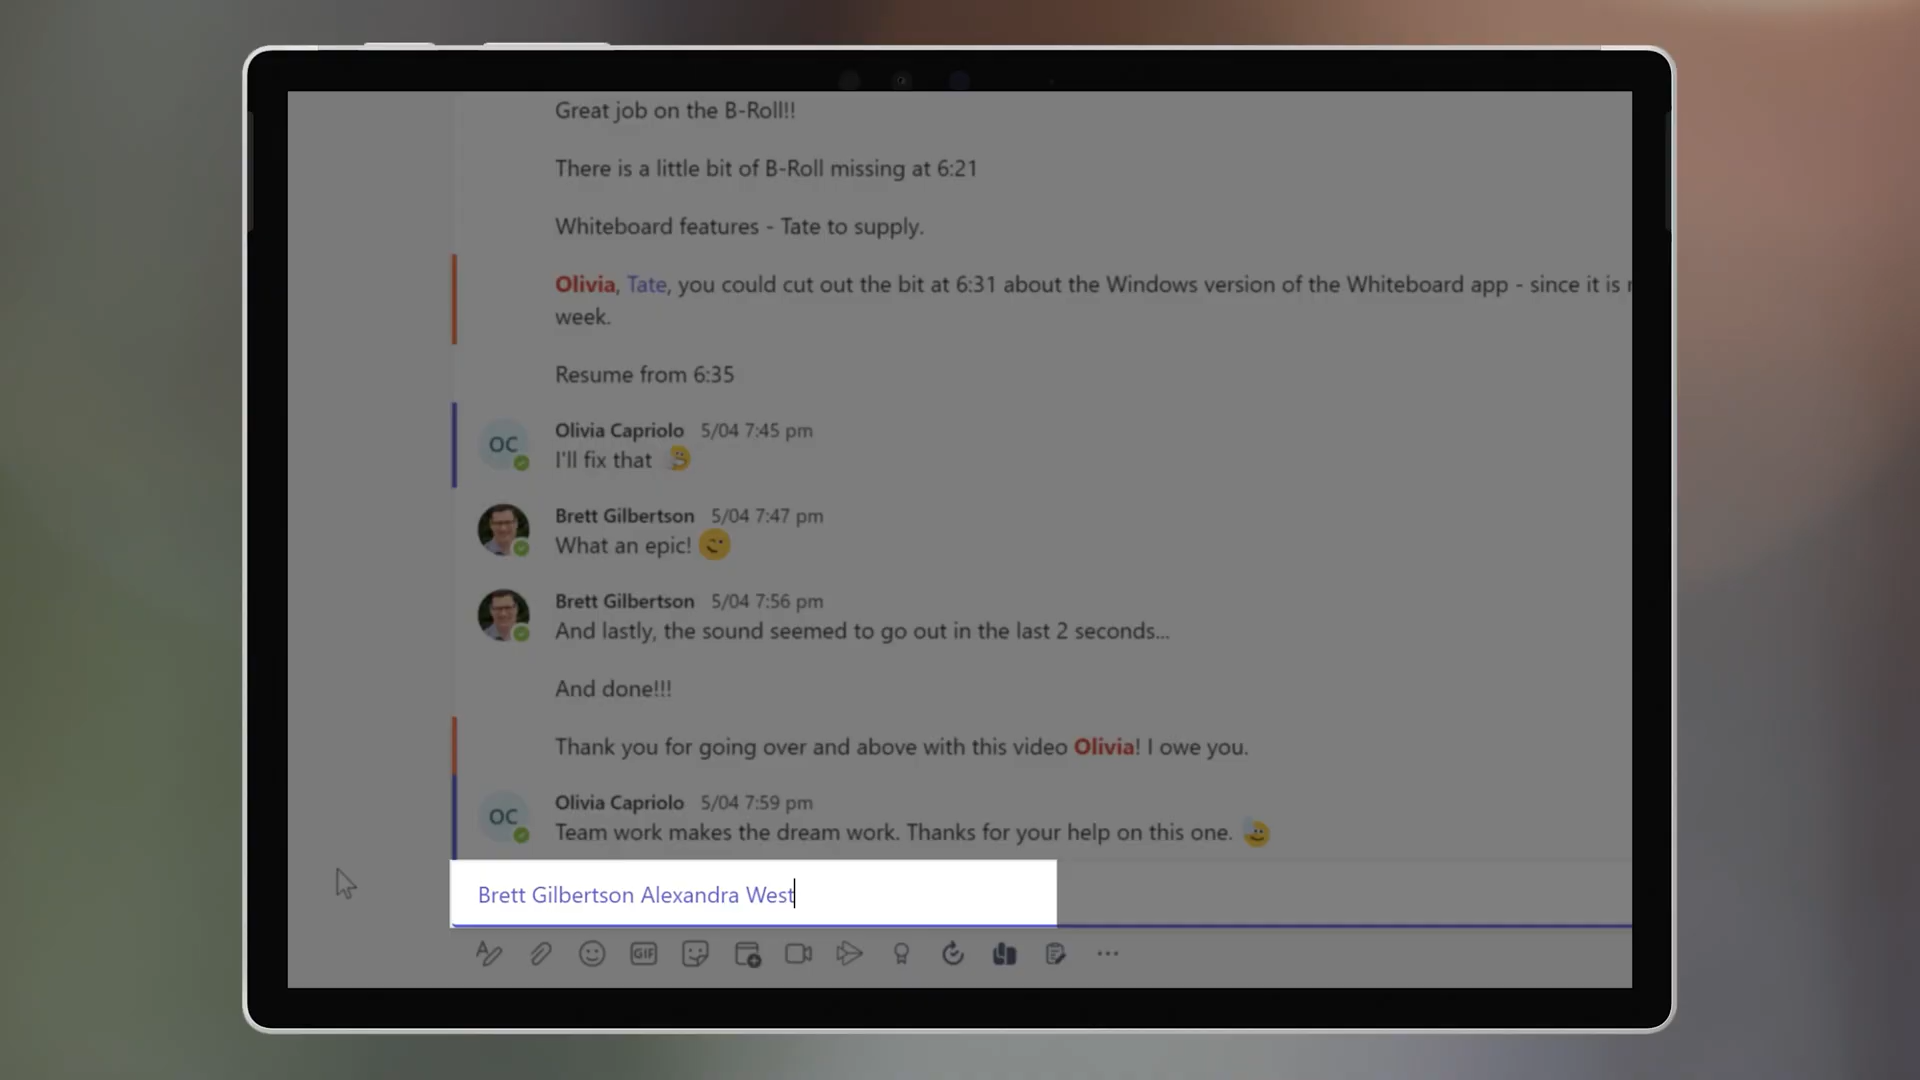 Great job on the B-Roll!!
There is a little bit of B-Roll missing at 6:21
Whiteboard features - Tate to supply.
Olivia, Tate, you could cut out the bit at 6:31 about the Windows version of the Whiteboard app - since it is
week.
Resume from 6:35
OC
Olivia Capriolo 5/04 7:45 pm
I'll fix that
Brett Gilbertson 5/04 7:47 pm
What an epic!
Brett Gilbertson 5/04 7:56 pm
And lastly, the sound seemed to go out in the last 2 seconds...
And done!!!
Thank you for going over and above with this video Olivia! I owe you.
OC
Olivia Capriolo 5/04 7:59 pm
Team work makes the dream work. Thanks for your help on this one.
Brett Gilbertson Alexandra West
GIF